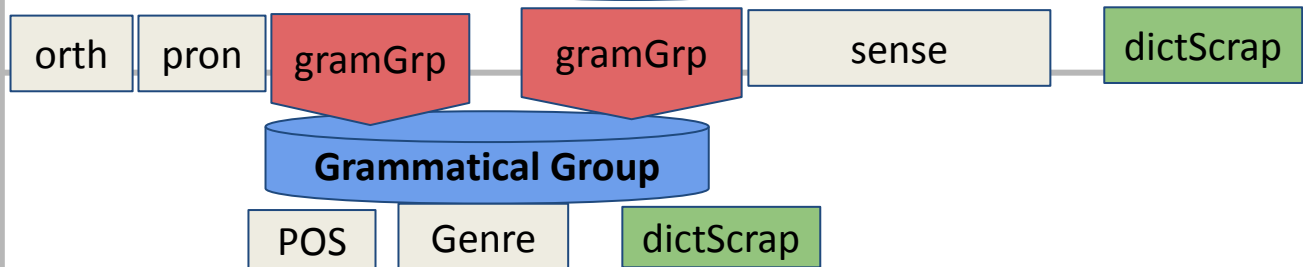 orth pron gramGrp gramGrp sense dictScrap
Grammatical Group
POS Genre dictScrap